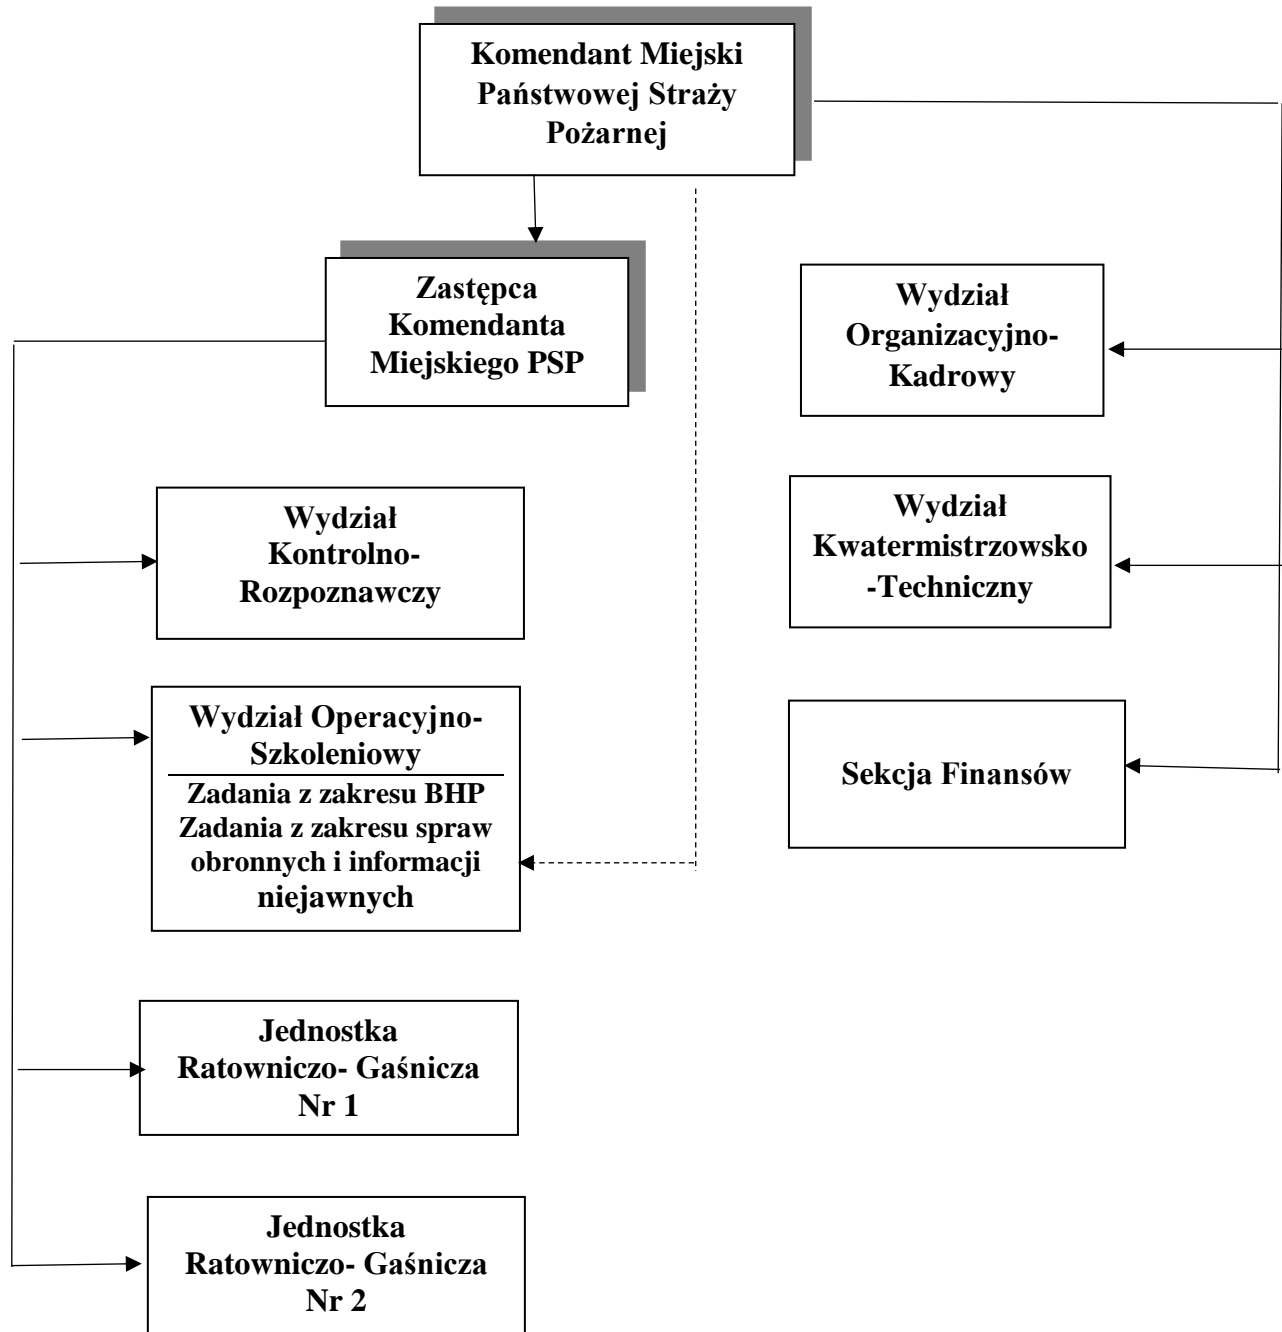 Komendant Miejski
Państwowej Straży
Pożarnej
Zastępca
Komendanta
Miejskiego PSP
Wydział
Organizacyjno-
Kadrowy
Wydział
Kontrolno-
Rozpoznawczy
Wydział
Kwatermistrzowsko
-Techniczny
Wydział Operacyjno-
Szkoleniowy
Zadania z zakresu BHP
Zadania z zakresu spraw
obronnych i informacji
niejawnych
Sekcja Finansów
Jednostka
Ratowniczo- Gaśnicza
Nr 1
Jednostka
Ratowniczo- Gaśnicza
Nr 2